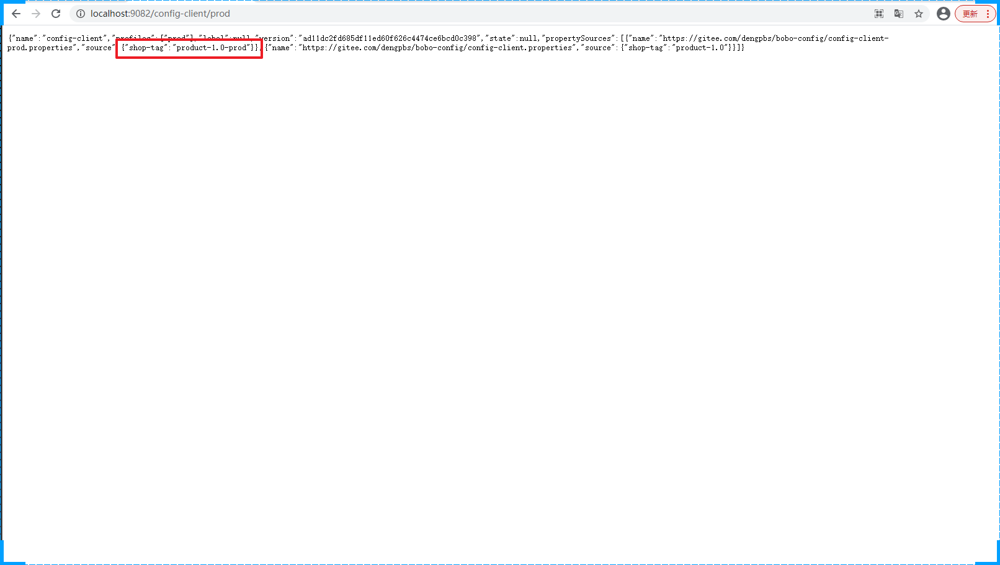 localhost:9082/config-client/prod
更新
{"name":"config-client","profiles":["prod"],"label":null,"version":"ad11dc2fd685df11ed60f626c4474ce6bcd0c398","state":null,"propertySources":[{"name":"https://gitee.com/dengpbs/bobo-config/config-client-
prod.properties","source":{"shop-tag":"product-1.0-prod"}},{"name":"https://gitee.com/dengpbs/bobo-config/config-client.properties","source":{"shop-tag":"product-1.0"}}]}